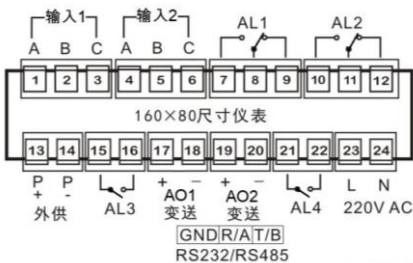 输入1 输入2 AL1 AL2
A B C A B C
1 2 3 4 5 6 7 8 9 10 11 12
160×80尺寸仪表
13 14 15 16 17 18 19 20 21 22 23 24
P P + − + − L N
+ - AL3 AO1 AO2 AL4 220V AC
外供 变送 变送
GND R/A T/B
RS232/RS485